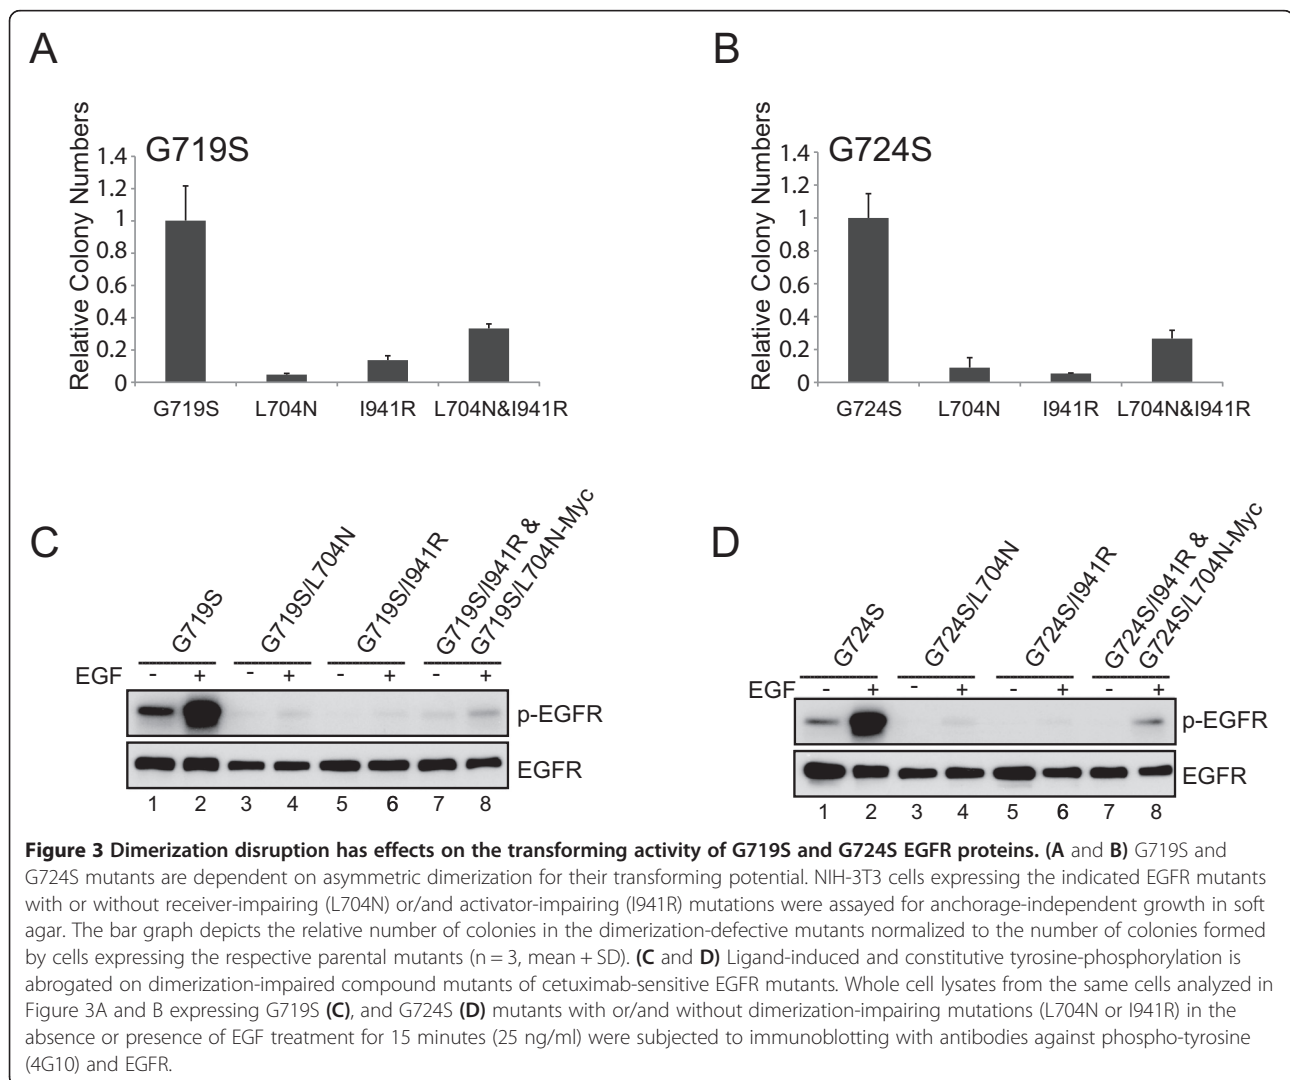 A
Relative Colony Numbers
G719S
1.4
1.2
1
0.8
0.6
0.4
0.2
0
G719S L704N I941R L704N&I941R
B
Relative Colony Numbers
G724S
1.4
1.2
1
0.8
0.6
0.4
0.2
0
G724S L704N I941R L704N&I941R
C
G719S
G719S/L704N
G719S/I941R
G719S/I941R &
G719S/L704N-Myc
EGF - + - + - + - +
p-EGFR
EGFR
1 2 3 4 5 6 7 8
D
G724S
G724S/L704N
G724S/I941R
G724S/I941R &
G724S/L704N-Myc
EGF - + - + - + - +
p-EGFR
EGFR
1 2 3 4 5 6 7 8
Figure 3 Dimerization disruption has effects on the transforming activity of G719S and G724S EGFR proteins. (A and B) G719S and
G724S mutants are dependent on asymmetric dimerization for their transforming potential. NIH-3T3 cells expressing the indicated EGFR mutants
with or without receiver-impairing (L704N) or/and activator-impairing (I941R) mutations were assayed for anchorage-independent growth in soft
agar. The bar graph depicts the relative number of colonies in the dimerization-defective mutants normalized to the number of colonies formed
by cells expressing the respective parental mutants (n = 3, mean + SD). (C and D) Ligand-induced and constitutive tyrosine-phosphorylation is
abrogated on dimerization-impaired compound mutants of cetuximab-sensitive EGFR mutants. Whole cell lysates from the same cells analyzed in
Figure 3A and B expressing G719S (C), and G724S (D) mutants with or/and without dimerization-impairing mutations (L704N or I941R) in the
absence or presence of EGF treatment for 15 minutes (25 ng/ml) were subjected to immunoblotting with antibodies against phospho-tyrosine
(4G10) and EGFR.